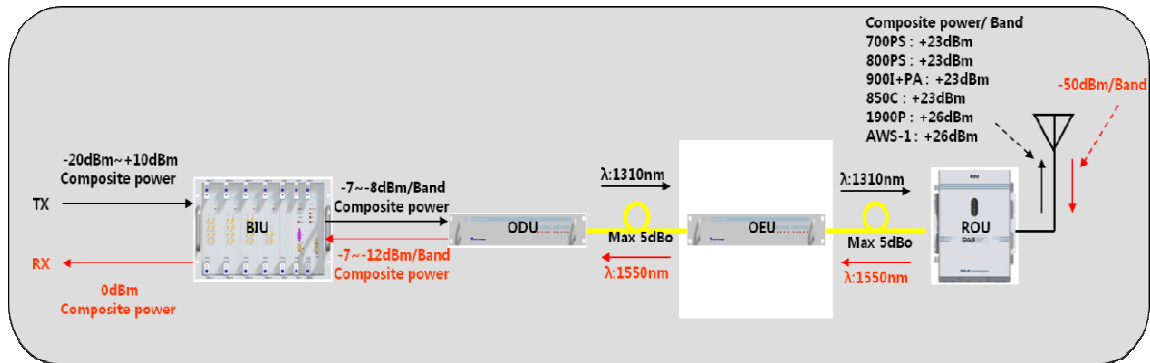 Composite power/ Band
700PS : +23dBm
800PS : +23dBm
900I+PA : +23dBm
850C : +23dBm
1900P : +26dBm
AWS-1 : +26dBm
-50dBm/Band
-20dBm~+10dBm
Composite power
TX
BIU
-7~-8dBm/Band
Composite power
ODU
λ:1310nm
Max 5dBo
λ:1550nm
OEU
λ:1310nm
Max 5dBo
λ:1550nm
ROU
RX
0dBm
Composite power
-7~-12dBm/Band
Composite power